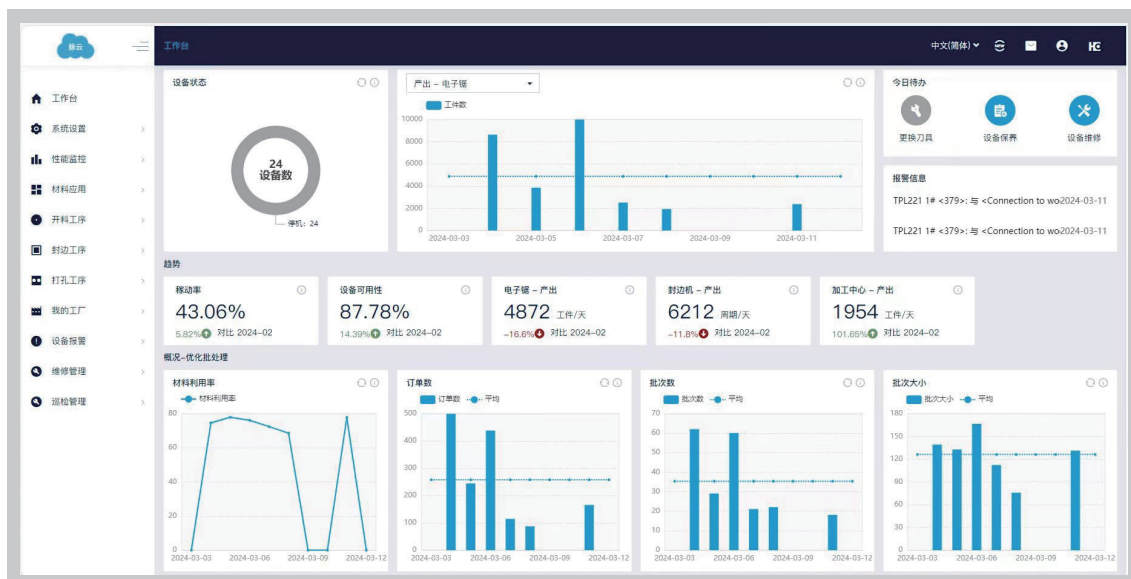 脉云
工作台
中文(简体)
HC
工作台
系统设置
性能监控
材料应用
开料工序
封边工序
打孔工序
我的工厂
设备报警
维修管理
巡检管理
设备状态
24
设备数
停机: 24
产出 - 电子锯
工件数
10000
8000
6000
4000
2000
0
2024-03-03
2024-03-05
2024-03-07
2024-03-09
2024-03-11
今日待办
更换刀具
设备保养
设备维修
报警信息
TPL221 1# <379>: 与 <Connection to wo2024-03-11
TPL221 1# <379>: 与 <Connection to wo2024-03-11
趋势
稼动率
43.06%
5.82% 对比 2024-02
设备可用性
87.78%
14.39% 对比 2024-02
电子锯 - 产出
4872 工件/天
-16.6% 对比 2024-02
封边机 - 产出
6212 周期/天
-11.8% 对比 2024-02
加工中心 - 产出
1954 工件/天
101.65% 对比 2024-02
概况-优化批处理
材料利用率
材料利用率
80
60
40
20
0
2024-03-03
2024-03-06
2024-03-09
2024-03-12
订单数
订单数 平均
500
400
300
200
100
0
2024-03-03
2024-03-06
2024-03-09
2024-03-12
批次数
批次数 平均
70
60
50
40
30
20
10
0
2024-03-03
2024-03-06
2024-03-09
2024-03-12
批次大小
批次大小 平均
180
150
120
90
60
30
0
2024-03-03
2024-03-06
2024-03-09
2024-03-12